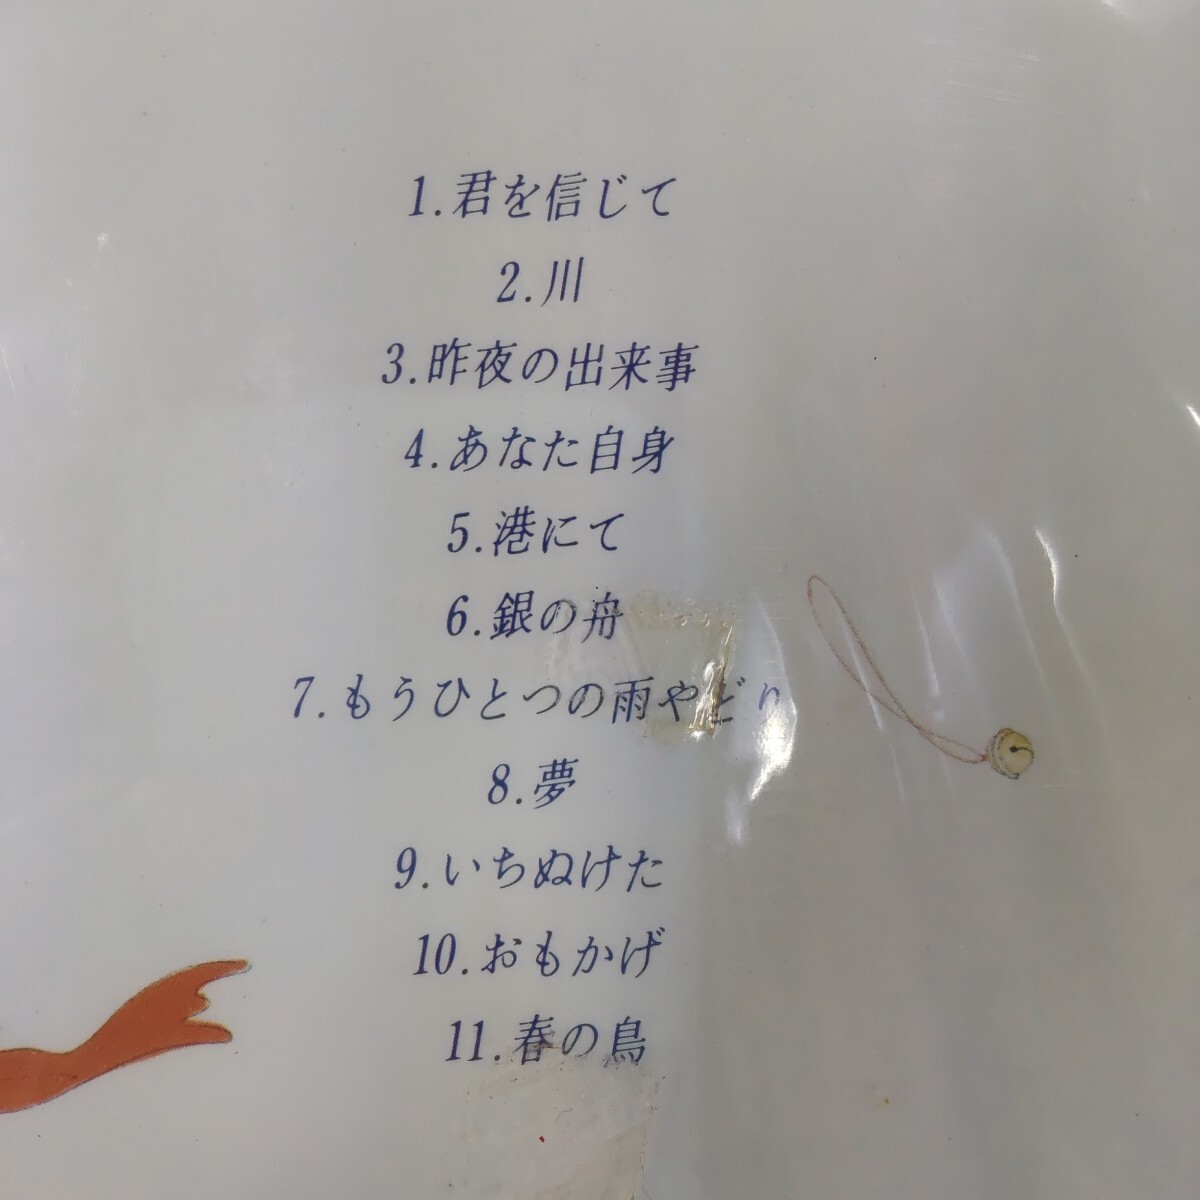 1.君を信じて
2.川
3.昨夜の出来事
4.あなた自身
5.港にて
6.銀の舟
7.もうひとつの雨やどり
8.夢
9.いちぬけた
10.おもかげ
11.春の鳥